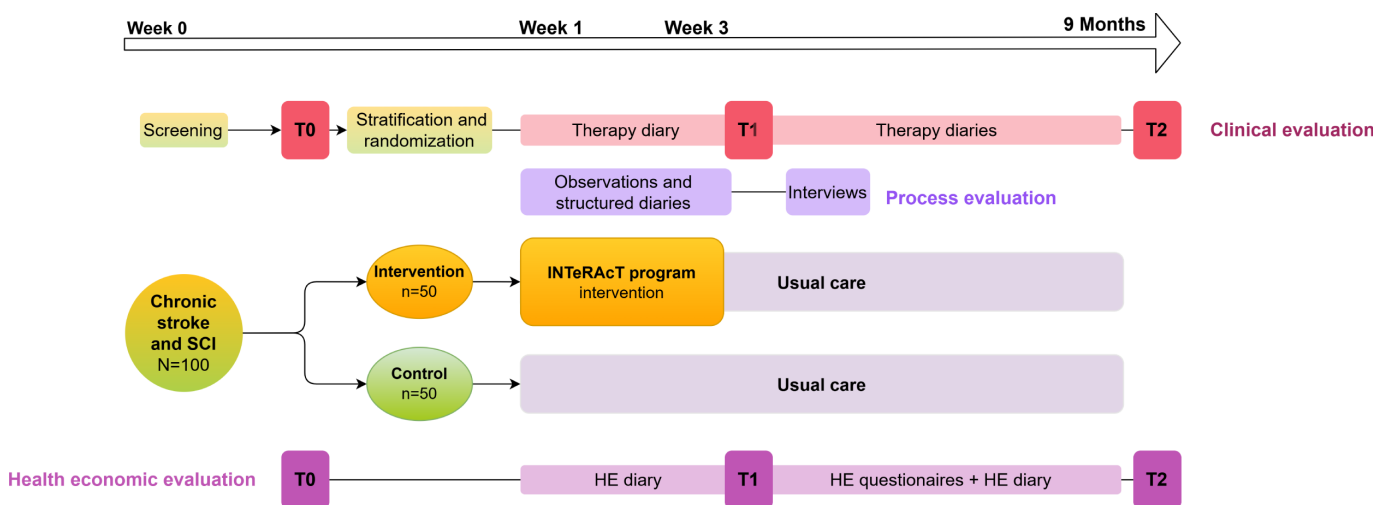 Week 0
Week 1
Week 3
9 Months
Screening
T0
Stratification and
randomization
Therapy diary
T1
Therapy diaries
T2
Clinical evaluation
Observations and
structured diaries
Interviews
Process evaluation
Chronic
stroke
and SCI
N=100
Intervention
n=50
INTeRAcT program
intervention
Usual care
Control
n=50
Usual care
Health economic evaluation
T0
HE diary
T1
HE questionaires + HE diary
T2